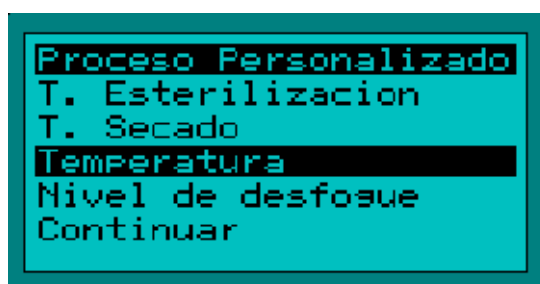 Proceso Personalizado
T. Esterilizacion
T. Secado
Temperatura
Nivel de desfogue
Continuar